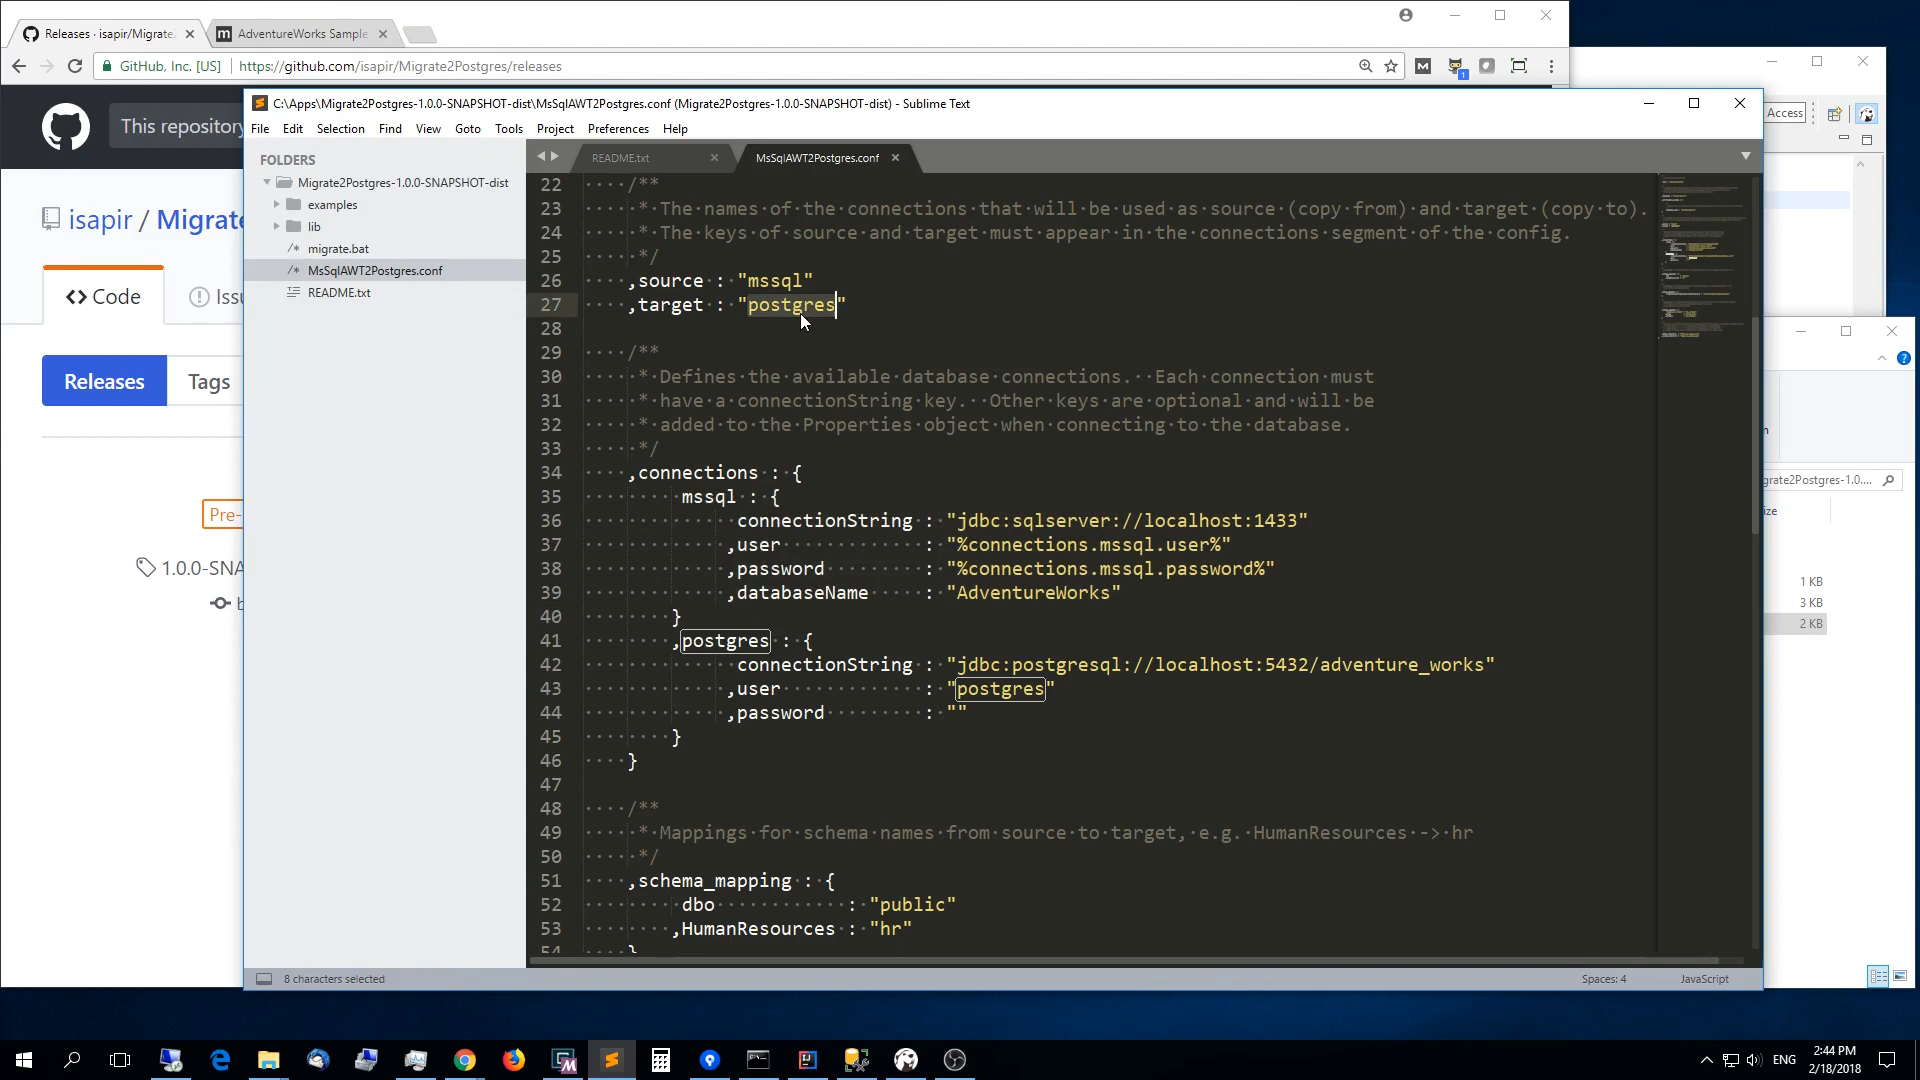 Releases · isapir/Migrate2
AdventureWorks Sample
GitHub, Inc. [US]
https://github.com/isapir/Migrate2Postgres/releases
This repository
isapir / Migrate
Code
Issu
Releases
Tags
Pre-
1.0.0-SNA
C:\Apps\Migrate2Postgres-1.0.0-SNAPSHOT-dist\MsSqlAWT2Postgres.conf (Migrate2Postgres-1.0.0-SNAPSHOT-dist) - Sublime Text
File Edit Selection Find View Goto Tools Project Preferences Help
FOLDERS
Migrate2Postgres-1.0.0-SNAPSHOT-dist
examples
lib
/* migrate.bat
/* MsSqlAWT2Postgres.conf
README.txt
README.txt
MsSqlAWT2Postgres.conf
22 /**
23 * The names of the connections that will be used as source (copy from) and target (copy to).
24 * The keys of source and target must appear in the connections segment of the config.
25 */
26 ,source : "mssql"
27 ,target : "postgres"
28
29 /**
30 * Defines the available database connections. Each connection must
31 * have a connectionString key. Other keys are optional and will be
32 * added to the Properties object when connecting to the database.
33 */
34 ,connections : {
35 mssql : {
36 connectionString : "jdbc:sqlserver://localhost:1433"
37 ,user : "%connections.mssql.user%"
38 ,password : "%connections.mssql.password%"
39 ,databaseName : "AdventureWorks"
40 }
41 ,postgres : {
42 connectionString : "jdbc:postgresql://localhost:5432/adventure_works"
43 ,user : "postgres"
44 ,password : ""
45 }
46 }
47
48 /**
49 * Mappings for schema names from source to target, e.g. HumanResources -> hr
50 */
51 ,schema_mapping : {
52 dbo : "public"
53 ,HumanResources : "hr"
54 }
8 characters selected
Spaces: 4
JavaScript
Access
grate2Postgres-1.0....
ize
1 KB
3 KB
2 KB
ENG
2:44 PM
2/18/2018